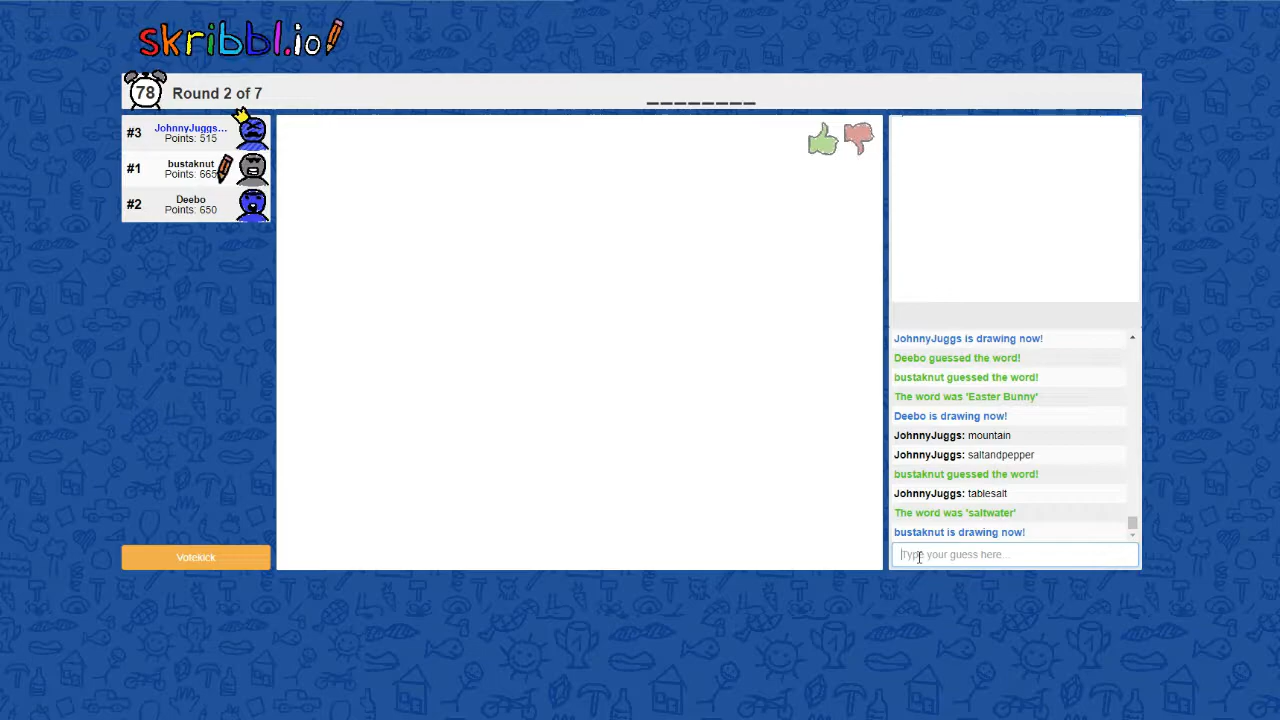 skribbl.io
78 Round 2 of 7 ________
#3 JohnnyJuggs...
Points: 515
#1 bustaknut
Points: 665
#2 Deebo
Points: 650
Votekick
JohnnyJuggs is drawing now!
Deebo guessed the word!
bustaknut guessed the word!
The word was 'Easter Bunny'
Deebo is drawing now!
JohnnyJuggs: mountain
JohnnyJuggs: saltandpepper
bustaknut guessed the word!
JohnnyJuggs: tablesalt
The word was 'saltwater'
bustaknut is drawing now!
Type your guess here...